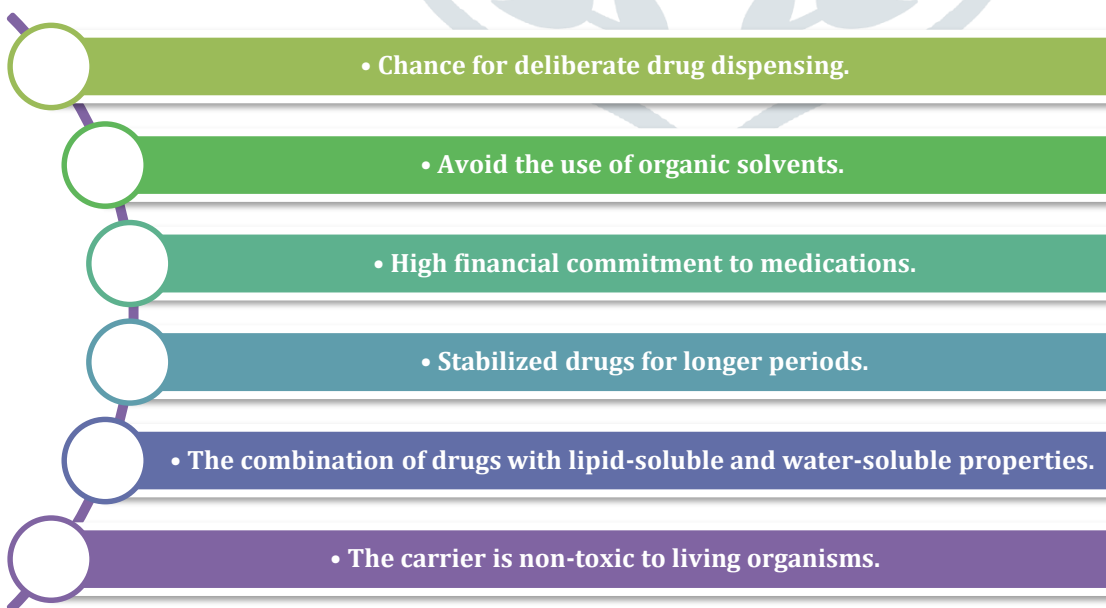 • Chance for deliberate drug dispensing.
• Avoid the use of organic solvents.
• High financial commitment to medications.
• Stabilized drugs for longer periods.
• The combination of drugs with lipid-soluble and water-soluble properties.
• The carrier is non-toxic to living organisms.